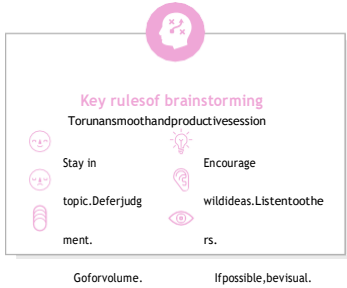 Key rulesof brainstorming
Torunansmoothandproductivesession
Stay in
topic.Deferjudg
ment.
Goforvolume.
Encourage
wildideas.Listentoothe
rs.
Ifpossible,bevisual.